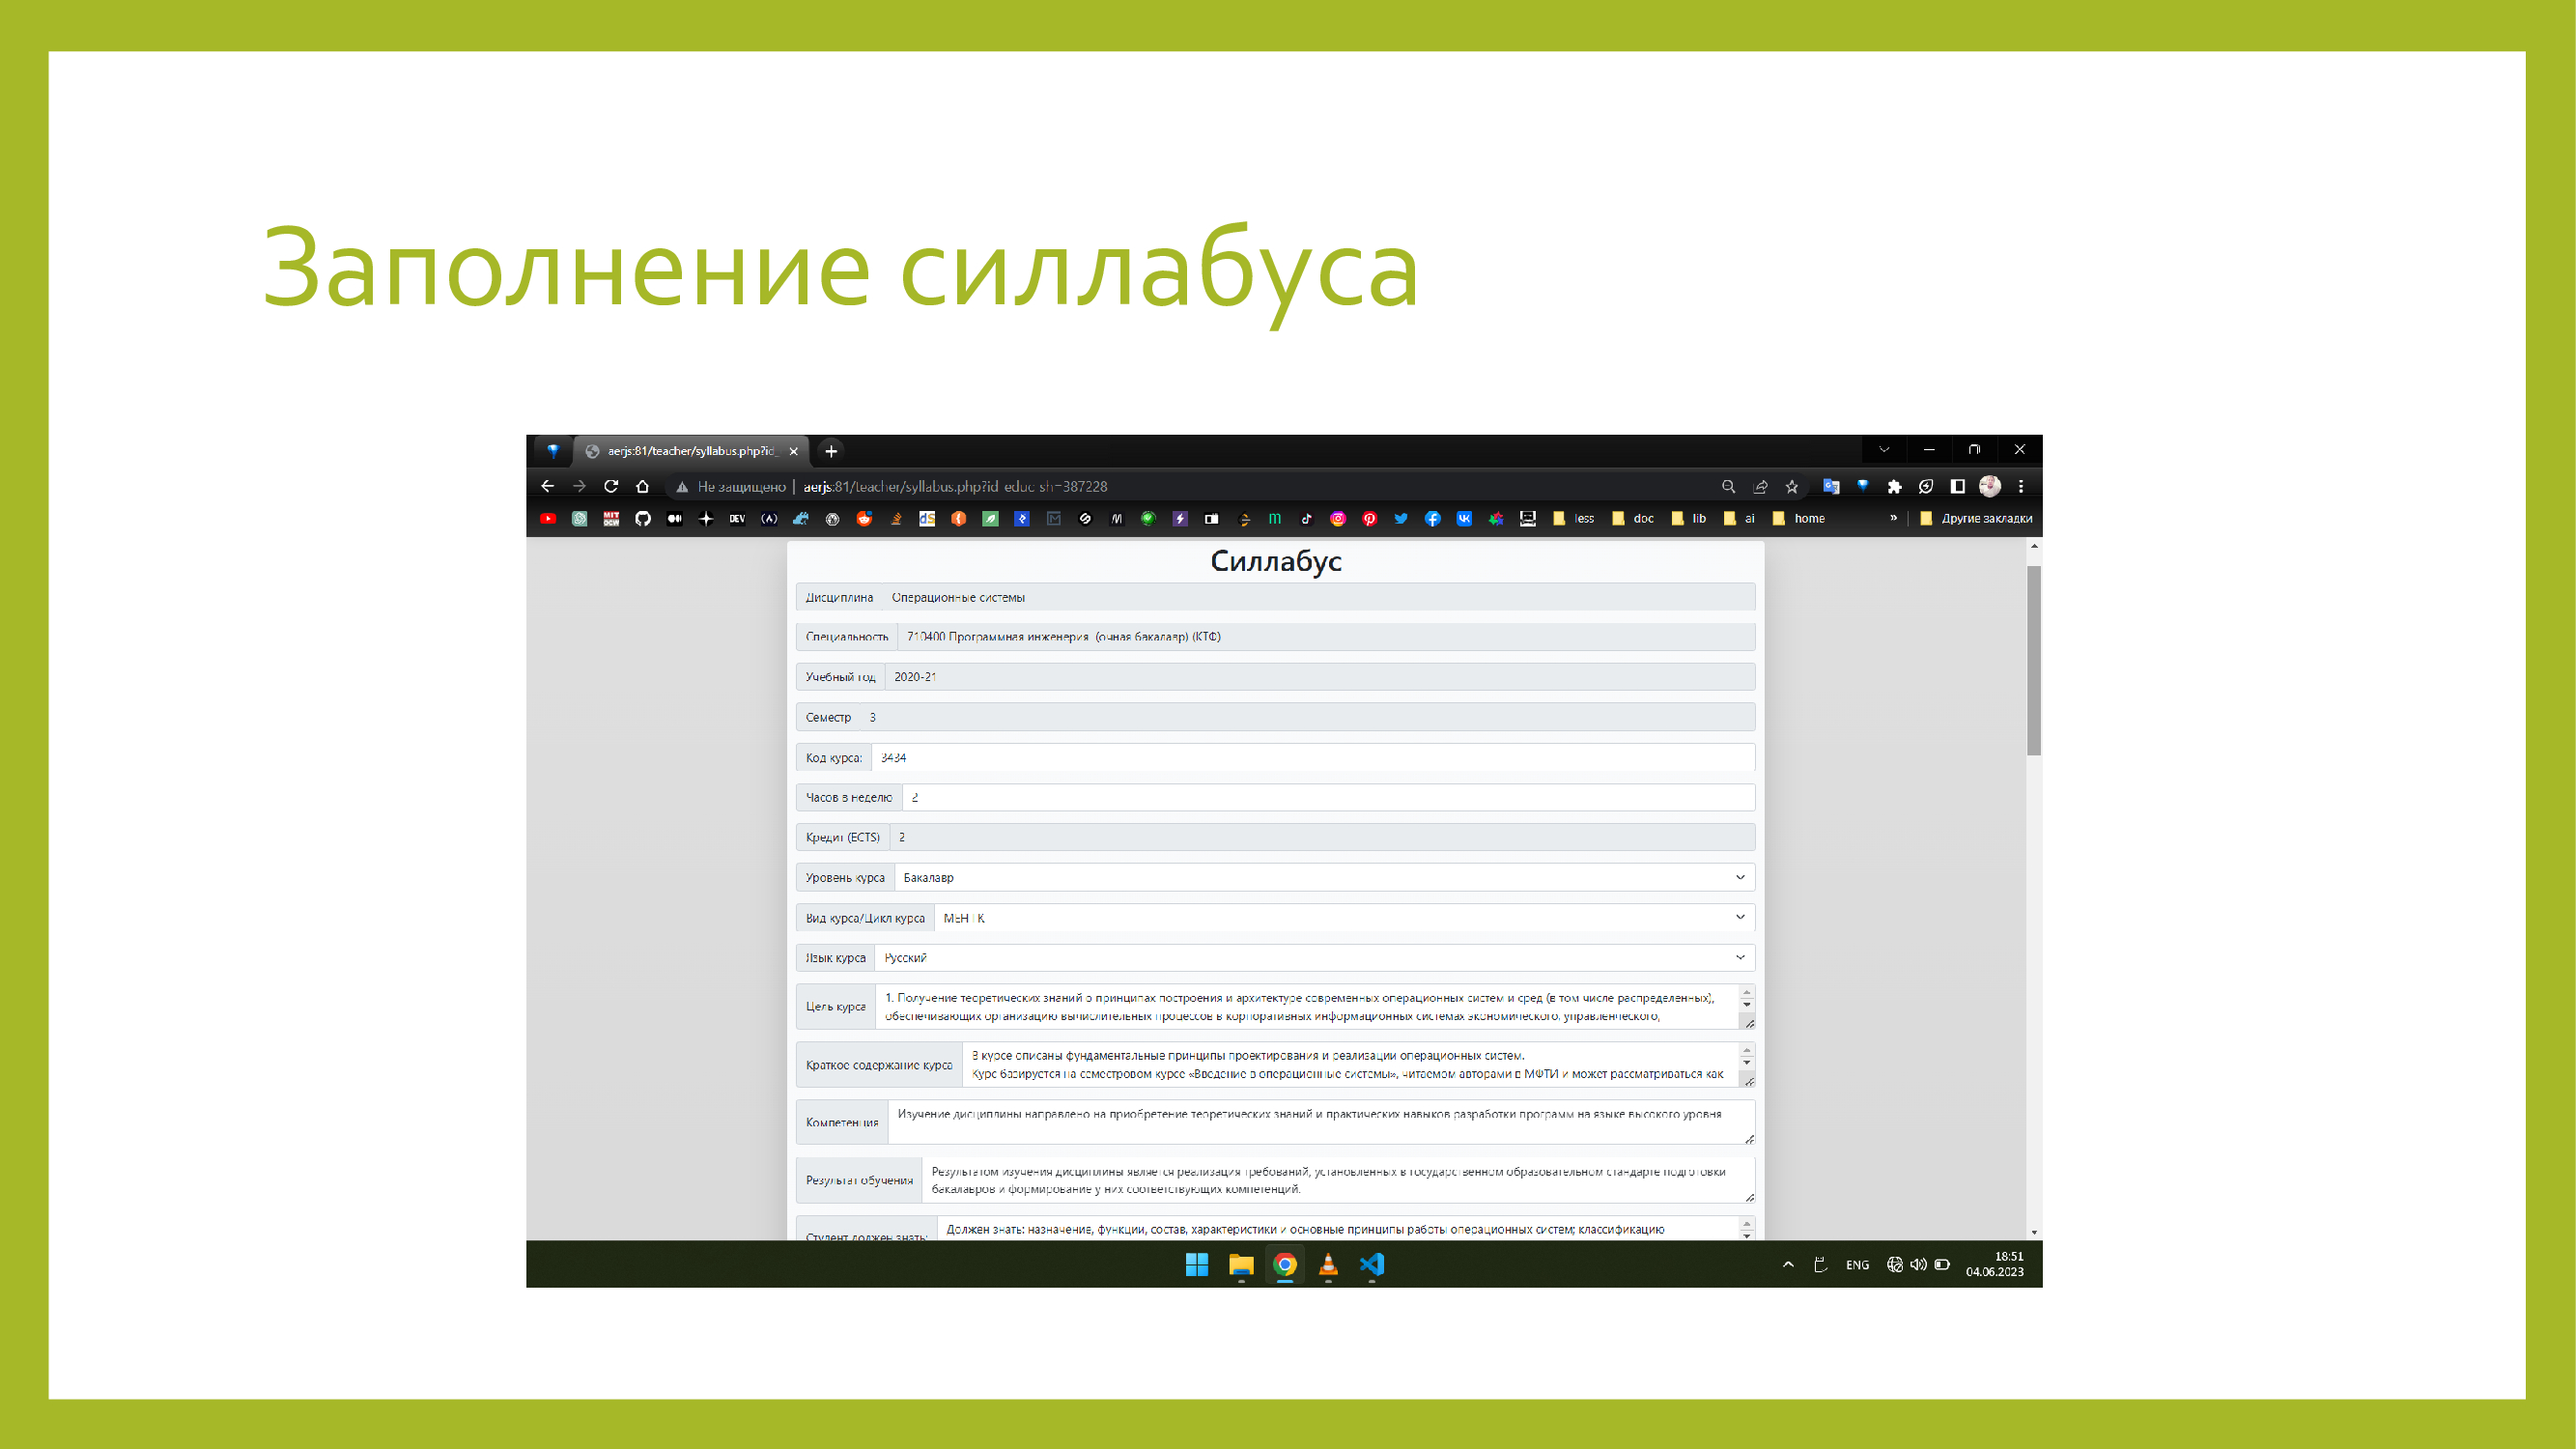 Заполнение силлабуса
aerjs:81/teacher/syllabus.php?id_
Не защищено | aerjs:81/teacher/syllabus.php?id_educ_sh=387228
less doc lib ai home » Другие закладки
Силлабус
Дисциплина Операционные системы
Специальность 710400 Программная инженерия (очная бакалавр) (КТФ)
Учебный год 2020-21
Семестр 3
Код курса: 3434
Часов в неделю 2
Кредит (ECTS) 2
Уровень курса Бакалавр
Вид курса/Цикл курса МЕН ГК
Язык курса Русский
Цель курса 1. Получение теоретических знаний о принципах построения и архитектуре современных операционных систем и сред (в том числе распределенных),
обеспечивающих организацию вычислительных процессов в корпоративных информационных системах экономического, управленческого,
Краткое содержание курса В курсе описаны фундаментальные принципы проектирования и реализации операционных систем.
Курс базируется на семестровом курсе «Введение в операционные системы», читаемом авторами в МФТИ и может рассматриваться как
Компетенция Изучение дисциплины направлено на приобретение теоретических знаний и практических навыков разработки программ на языке высокого уровня
Результат обучения Результатом изучения дисциплины является реализация требований, установленных в государственном образовательном стандарте подготовки
бакалавров и формирование у них соответствующих компетенций.
Студент должен знать: Должен знать: назначение, функции, состав, характеристики и основные принципы работы операционных систем; классификацию
ENG 18:51
04.06.2023